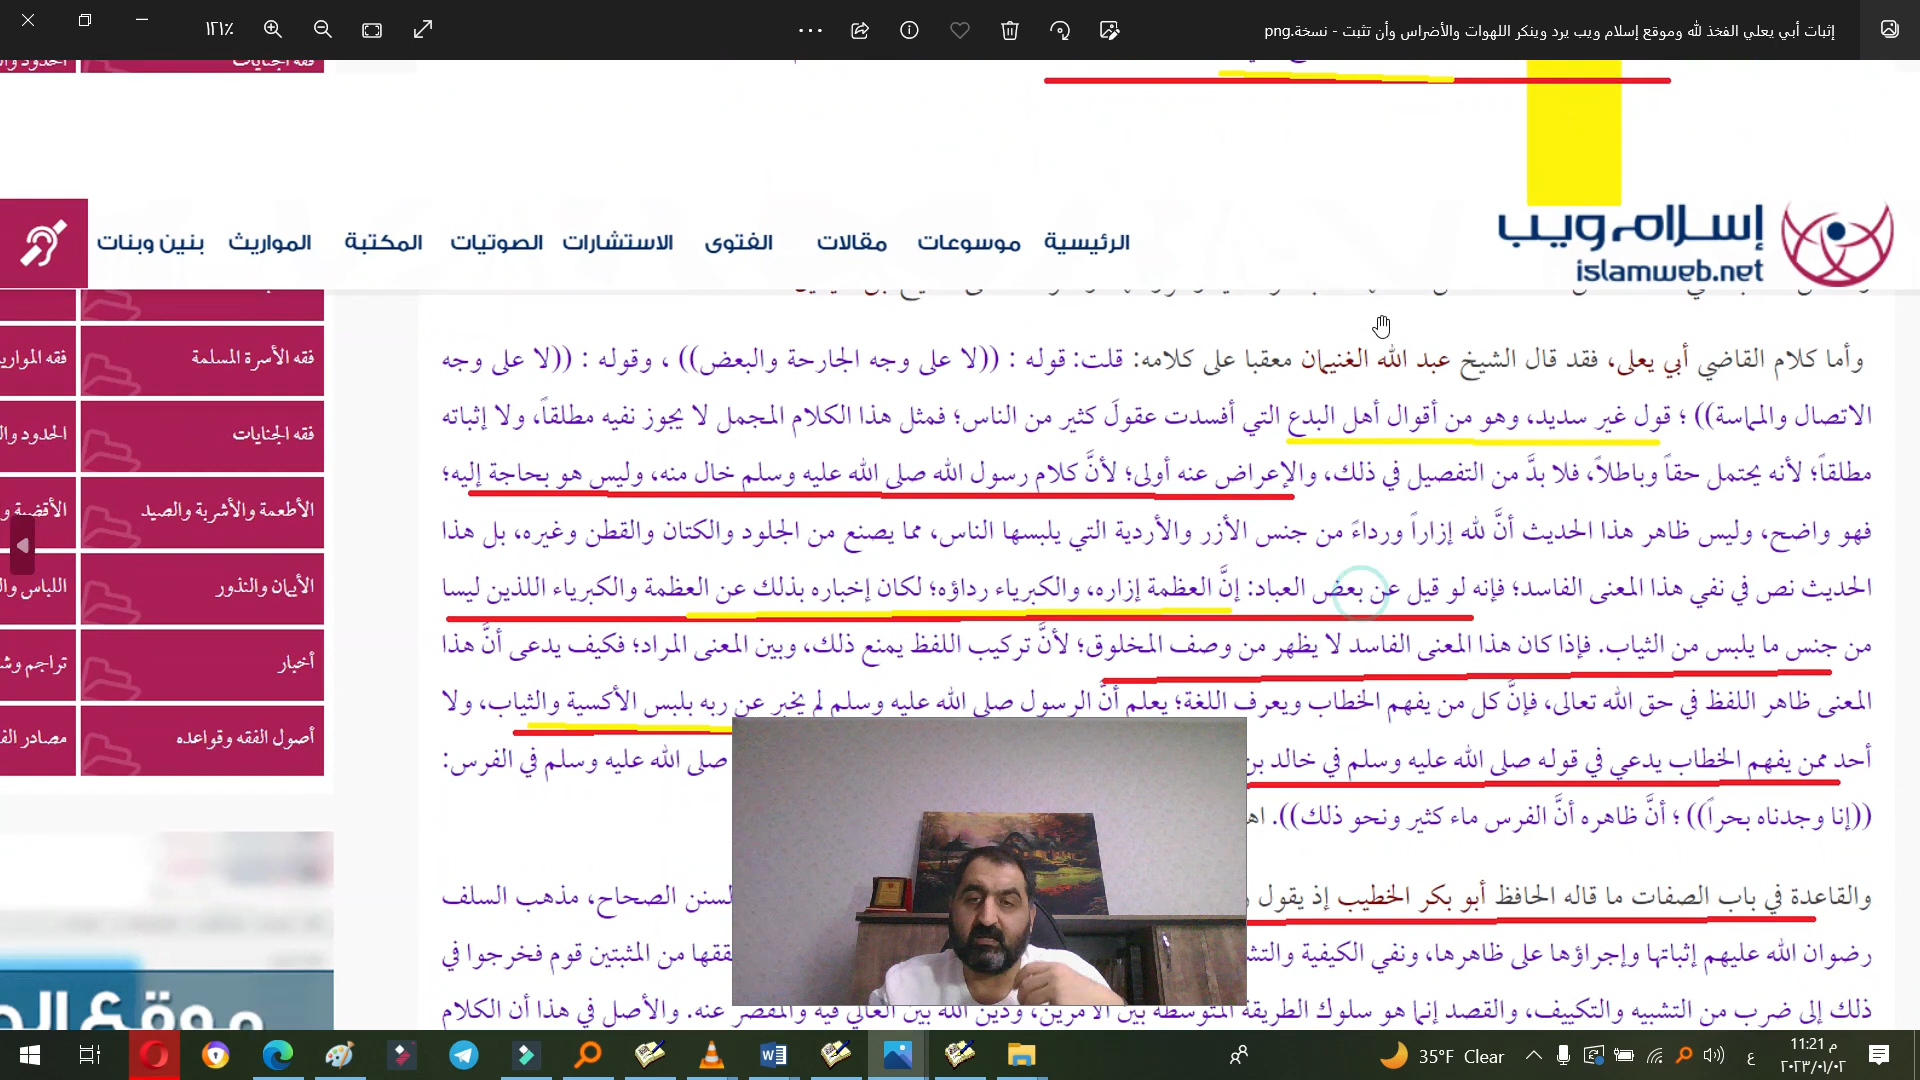 ١٢١٪
إثبات أبي يعلي الفخذ لله وموقع إسلام ويب يرد وينكر اللهوات والأضراس وأن تثبت - نسخة.png
فقه الجنايات
إسلام ويب
islamweb.net
الرئيسية
موسوعات
مقالات
الفتوى
الاستشارات
الصوتيات
المكتبة
المواريث
بنين وبنات
وأما كلام القاضي أبي يعلى، فقد قال الشيخ عبد الله الغنيمان معقبا على كلامه: قلت: قوله : ((لا على وجه الجارحة والبعض)) ، وقوله : ((لا على وجه
الاتصال والمماسة)) ؛ قول غير سديد، وهو من أقوال أهل البدع التي أفسدت عقولَ كثير من الناس؛ فمثل هذا الكلام المجمل لا يجوز نفيه مطلقاً، ولا إثباته
مطلقاً؛ لأنه يحتمل حقاً وباطلاً، فلا بدَّ من التفصيل في ذلك، والإعراض عنه أولى؛ لأنَّ كلام رسول الله صلى الله عليه وسلم خال منه، وليس هو بحاجة إليه؛
فهو واضح، وليس ظاهر هذا الحديث أنَّ لله إزاراً ورداءً من جنس الأزر والأردية التي يلبسها الناس، مما يصنع من الجلود والكتان والقطن وغيره، بل هذا
الحديث نص في نفي هذا المعنى الفاسد؛ فإنه لو قيل عن بعض العباد: إنَّ العظمة إزاره، والكبرياء رداؤه؛ لكان إخباره بذلك عن العظمة والكبرياء اللذين ليسا
من جنس ما يلبس من الثياب. فإذا كان هذا المعنى الفاسد لا يظهر من وصف المخلوق؛ لأنَّ تركيب اللفظ يمنع ذلك، وبين المعنى المراد؛ فكيف يدعى أنَّ هذا
المعنى ظاهر اللفظ في حق الله تعالى، فإنَّ كل من يفهم الخطاب ويعرف اللغة؛ يعلم أنَّ الرسول صلى الله عليه وسلم لم يخبر عن ربه بلبس الأكسية والثياب، ولا
أحد ممن يفهم الخطاب يدعي في قوله صلى الله عليه وسلم في خالد بن صلى الله عليه وسلم في الفرس:
((إنا وجدناه بحراً)) ؛ أنَّ ظاهره أنَّ الفرس ماء كثير ونحو ذلك)). اهـ
والقاعدة في باب الصفات ما قاله الحافظ أبو بكر الخطيب إذ يقول السنن الصحاح، مذهب السلف
رضوان الله عليهم إثباتها وإجراؤها على ظاهرها، ونفي الكيفية من المثبتين قوم فخرجوا في
ذلك إلى ضرب من التشبيه والتكييف، والقصد إنما هو سلوك الطريقة المتوسطة بين الأمرين، ودين الله بين الغالي فيه والمقصر عنه. والأصل في هذا أن الكلام
فقه الأسرة المسلمة
فقه الجنايات
الأطعمة والأشربة والصيد
الأيمان والنذور
أخبار
أصول الفقه وقواعده
35°F Clear
ع
11:21 م
٢٠٢٣/٠١/٠٢